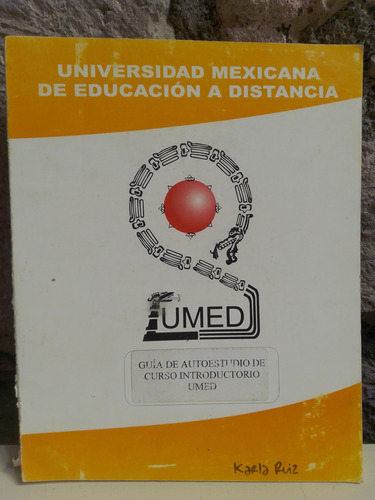 UNIVERSIDAD MEXICANA
DE EDUCACIÓN A DISTANCIA
UMED
GUÍA DE AUTOESTUDIO DE
CURSO INTRODUCTORIO
UMED
Karla Ruiz